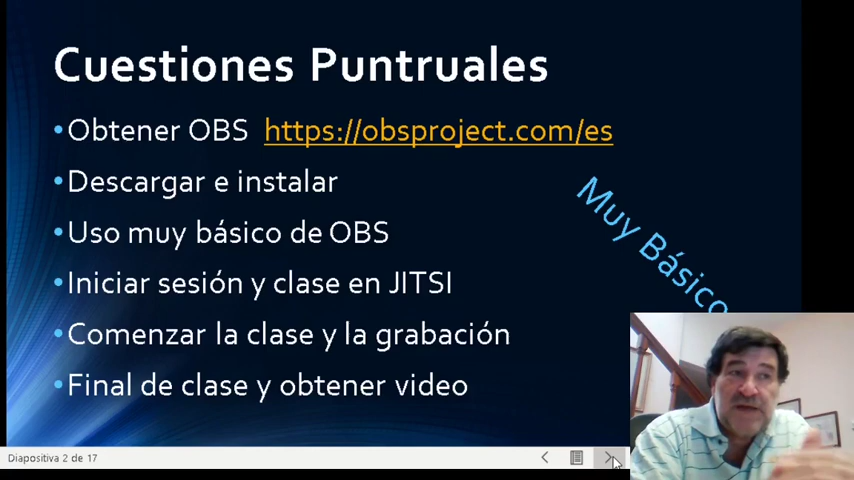 Cuestiones Puntruales
•Obtener OBS https://obsproject.com/es
•Descargar e instalar
•Uso muy básico de OBS
•Iniciar sesión y clase en JITSI
•Comenzar la clase y la grabación
•Final de clase y obtener video
Muy Básico
Diapositiva 2 de 17